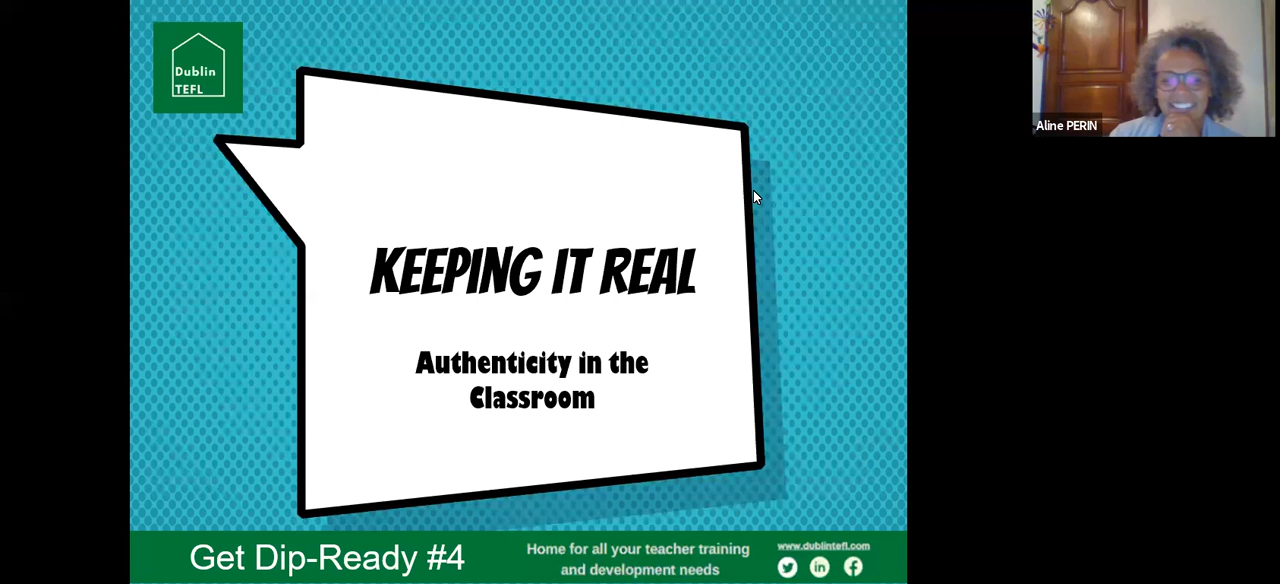 Dublin
TEFL
Aline PERIN
KEEPING IT REAL
Authenticity in the
Classroom
Get Dip-Ready #4
Home for all your teacher training
and development needs
www.dublintefl.com